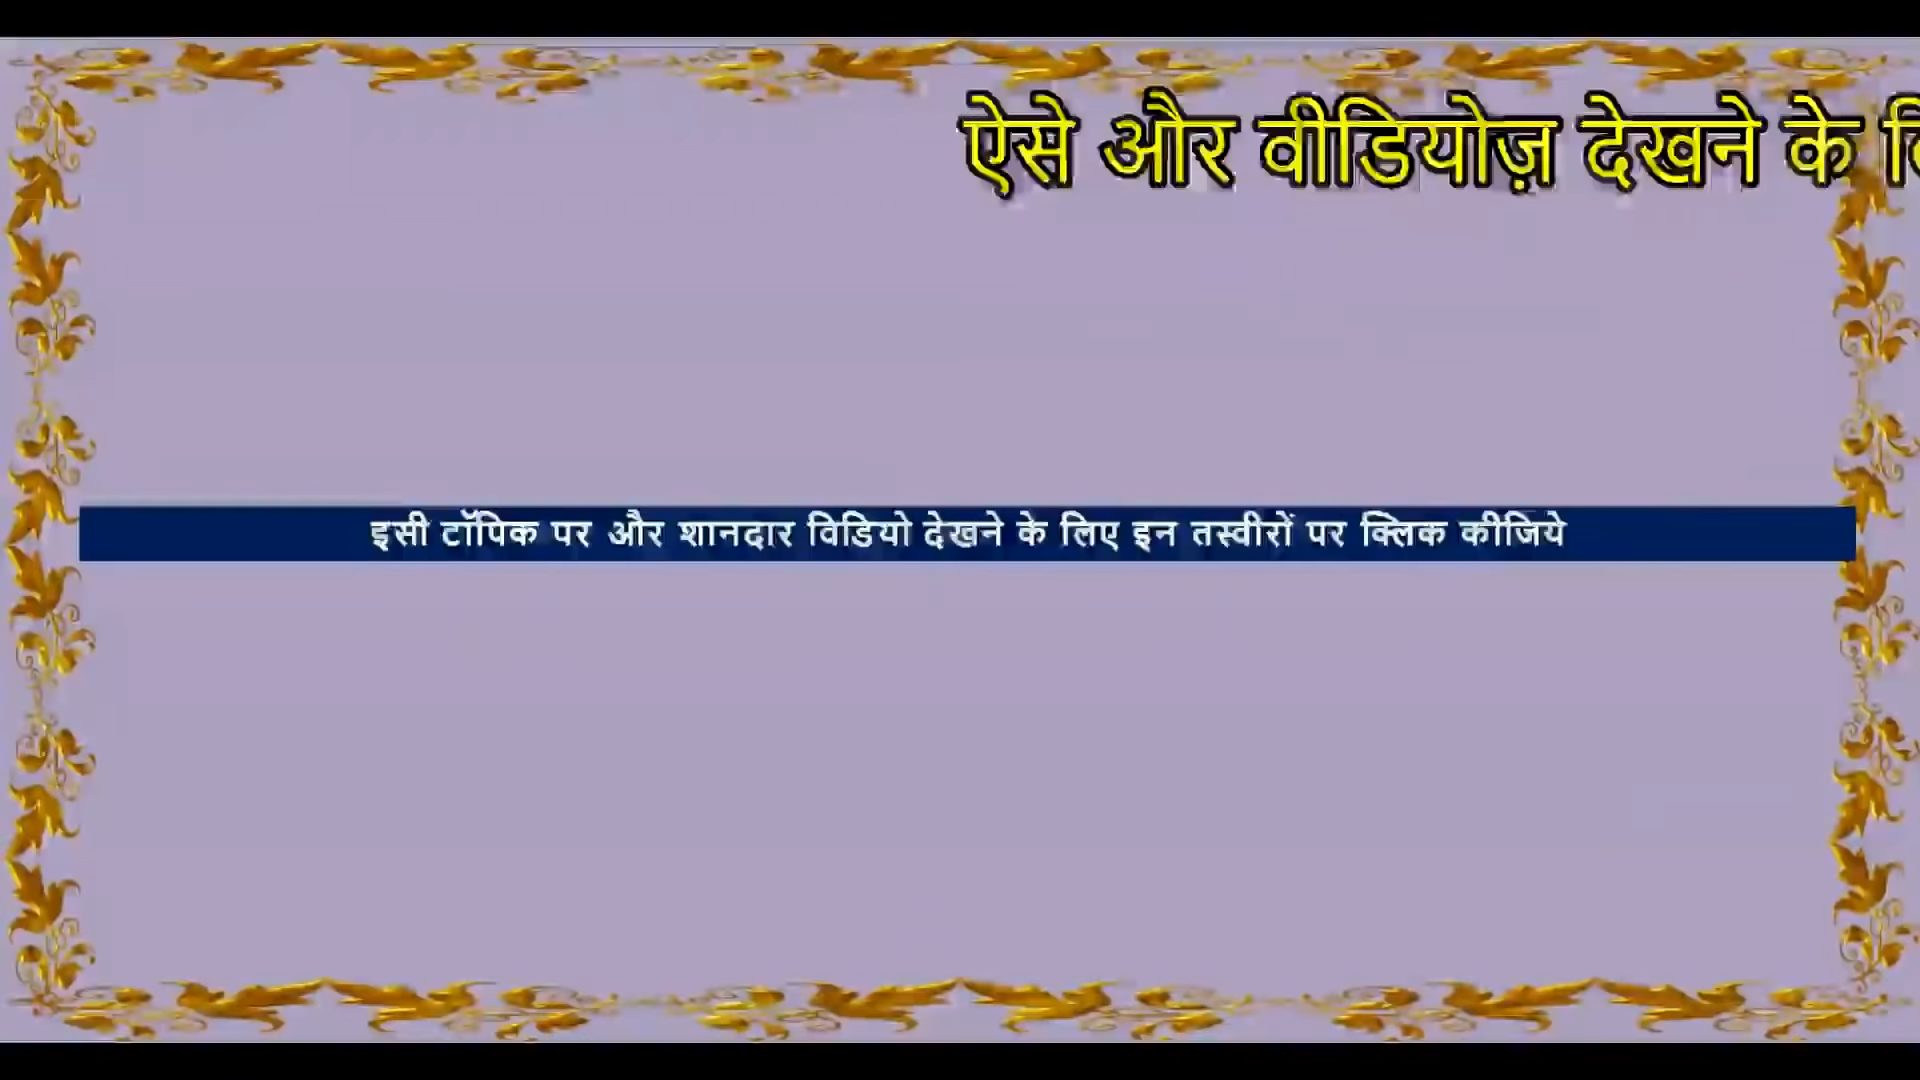 ऐसे और वीडियोज़ देखने के
इसी टॉपिक पर और शानदार विडियो देखने के लिए इन तस्वीरों पर क्लिक कीजिये